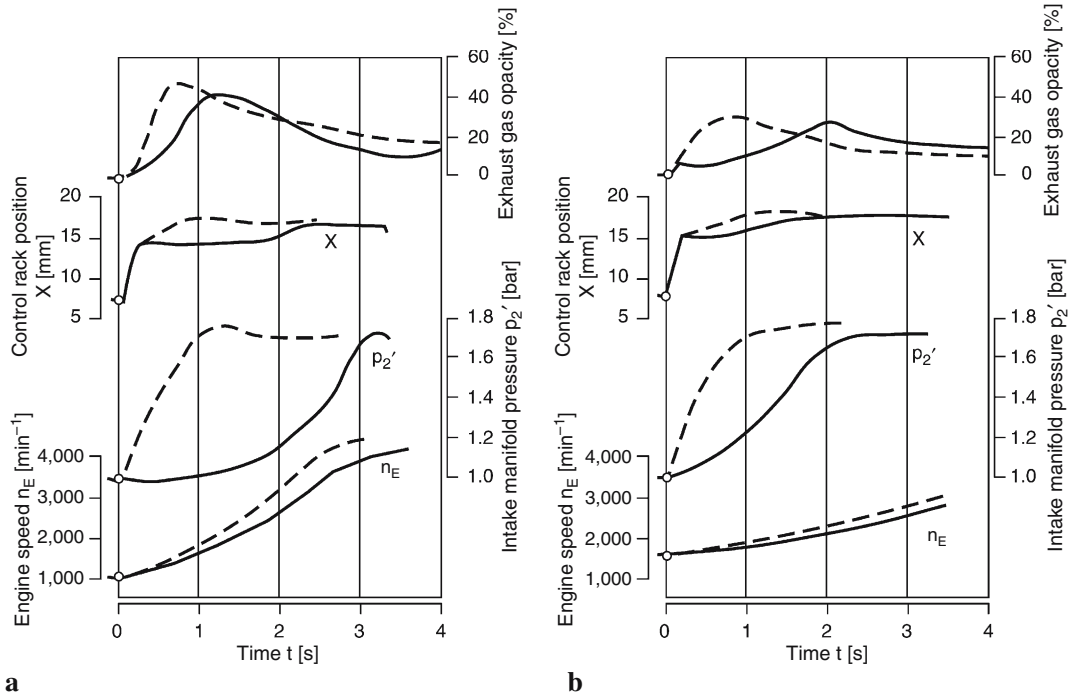 60
40
20
0
Exhaust gas opacity [%]
20
15
10
5
Control rack position
X [mm]
X
1.8
1.6
1.4
1.2
1.0
Intake manifold pressure p₂′ [bar]
p₂′
4,000
3,000
2,000
1,000
Engine speed nE [min⁻¹]
nE
0 1 2 3 4
Time t [s]
a
60
40
20
0
Exhaust gas opacity [%]
20
15
10
5
Control rack position
X [mm]
X
1.8
1.6
1.4
1.2
1.0
Intake manifold pressure p₂′ [bar]
p₂′
4,000
3,000
2,000
1,000
Engine speed nE [min⁻¹]
nE
0 1 2 3 4
Time t [s]
b